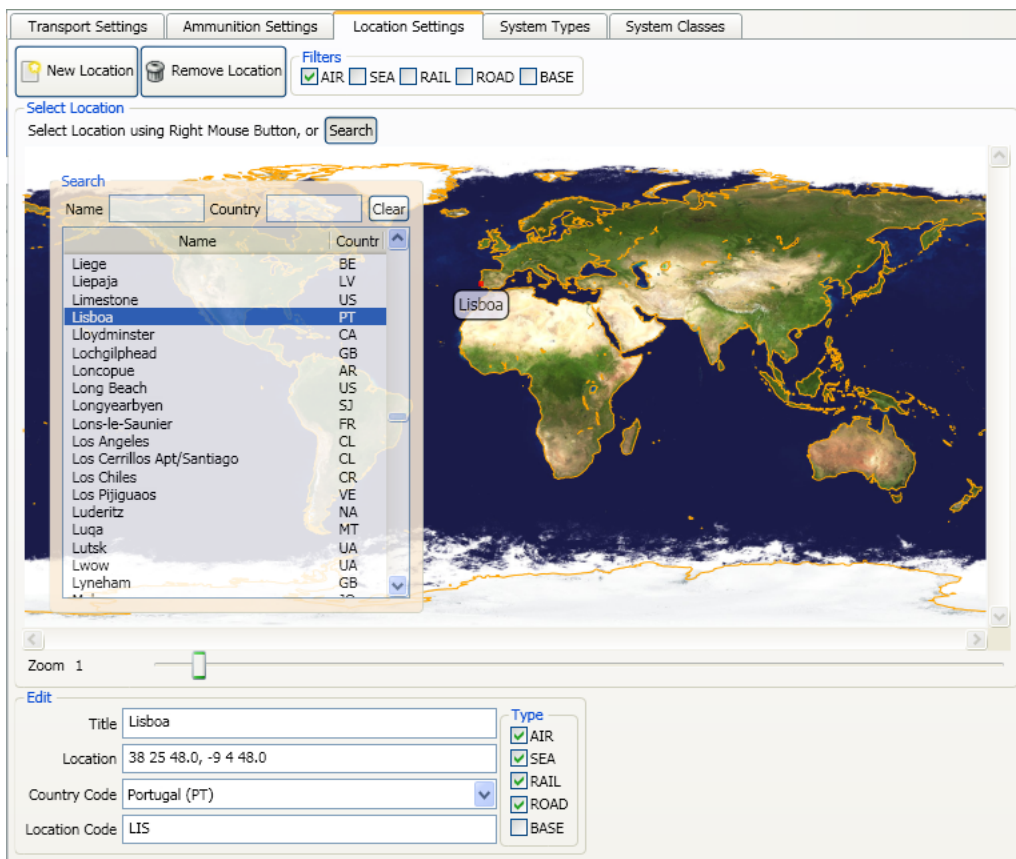 Transport Settings Ammunition Settings Location Settings System Types System Classes
New Location Remove Location
Filters
AIR SEA RAIL ROAD BASE
Select Location
Select Location using Right Mouse Button, or Search
Search
Name Country Clear
Name Countr
Liege BE
Liepaja LV
Limestone US
Lisboa PT
Lloydminster CA
Lochgilphead GB
Loncopue AR
Long Beach US
Longyearbyen SJ
Lons-le-Saunier FR
Los Angeles CL
Los Cerrillos Apt/Santiago CL
Los Chiles CR
Los Pijiguaos VE
Luderitz NA
Luqa MT
Lutsk UA
Lwow UA
Lyneham GB
Lisboa
Zoom 1
Edit
Title Lisboa
Location 38 25 48.0, -9 4 48.0
Country Code Portugal (PT)
Location Code LIS
Type
AIR
SEA
RAIL
ROAD
BASE